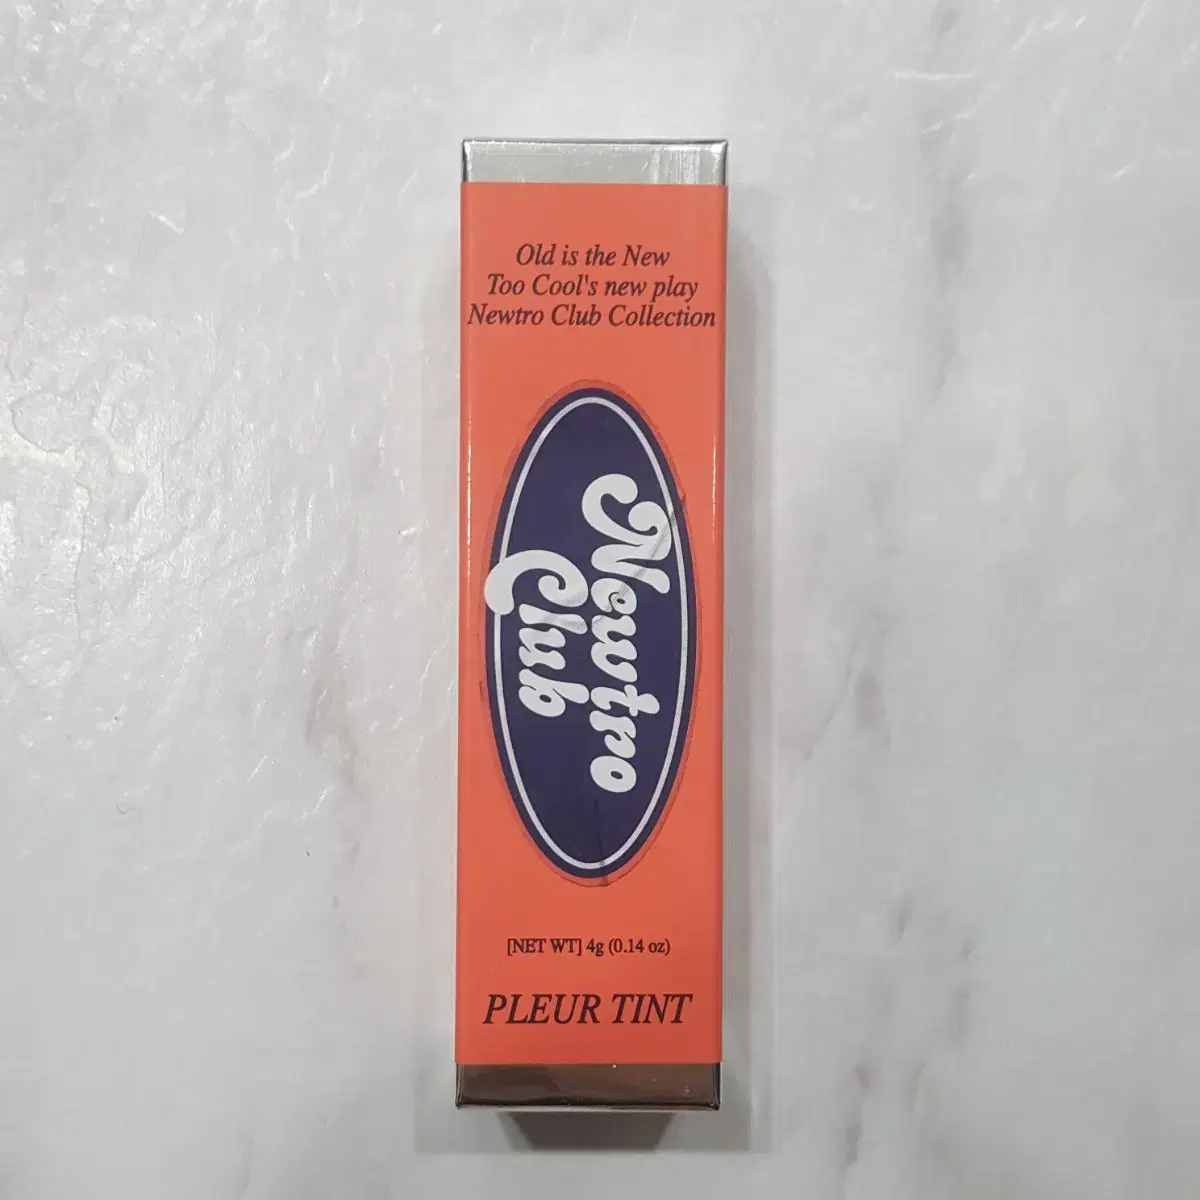 Old is the New
Too Cool's new play
Newtro Club Collection
Newtro
Club
[NET WT] 4g (0.14 oz)
PLEUR TINT